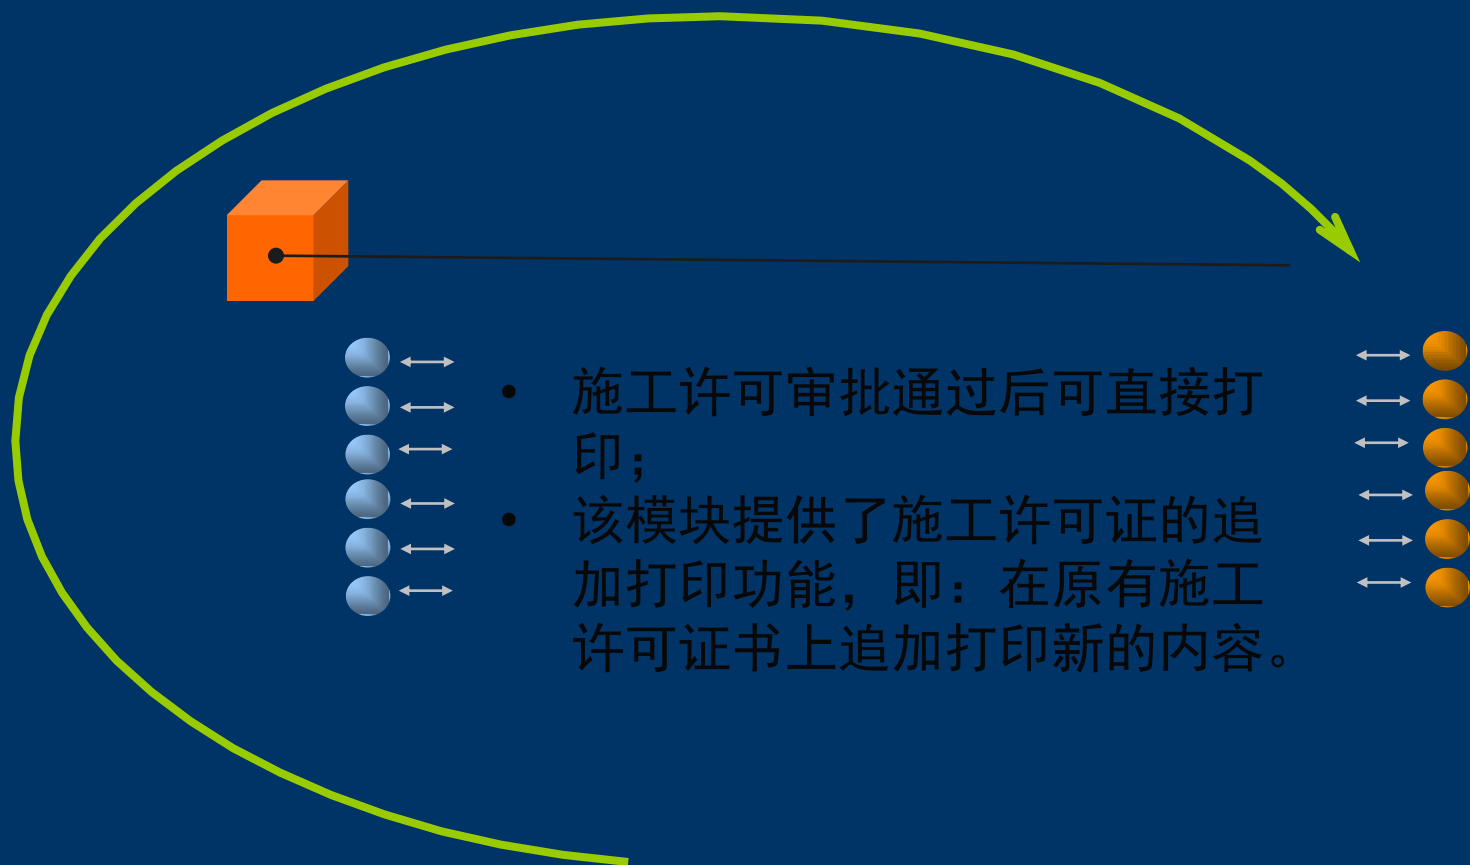 • 施工许可审批通过后可直接打
印；
• 该模块提供了施工许可证的追
加打印功能，即：在原有施工
许可证书上追加打印新的内容。